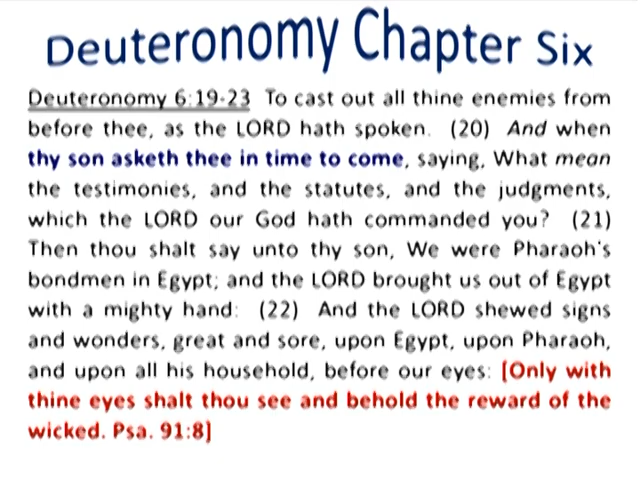 Deuteronomy Chapter Six
Deuteronomy 6:19-23 To cast out all thine enemies from
before thee, as the LORD hath spoken. (20) And when
thy son asketh thee in time to come, saying, What mean
the testimonies, and the statutes, and the judgments,
which the LORD our God hath commanded you? (21)
Then thou shalt say unto thy son, We were Pharaoh's
bondmen in Egypt; and the LORD brought us out of Egypt
with a mighty hand: (22) And the LORD shewed signs
and wonders, great and sore, upon Egypt, upon Pharaoh,
and upon all his household, before our eyes: [Only with
thine eyes shalt thou see and behold the reward of the
wicked. Psa. 91:8]